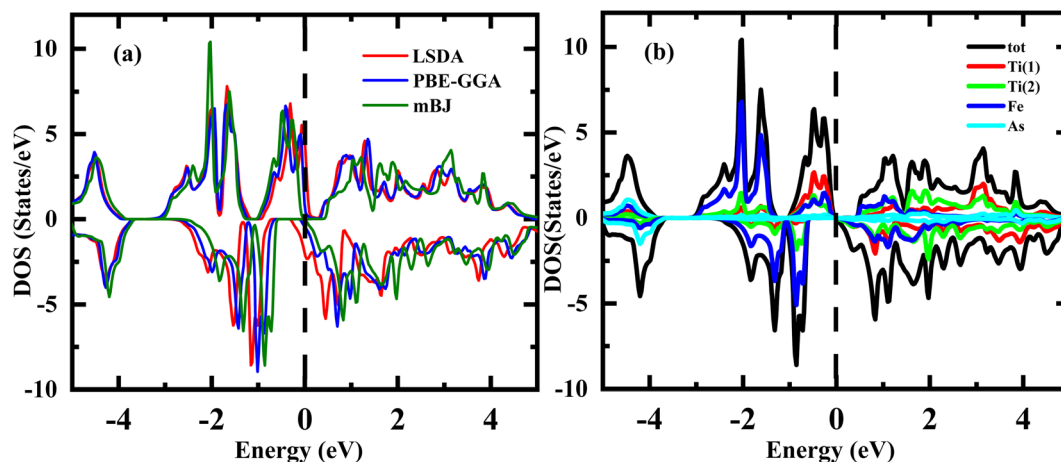 (a)
LSDA
PBE-GGA
mBJ
DOS (States/eV)
10
5
0
-5
-10
-4
-2
0
2
4
Energy (eV)
(b)
tot
Ti(1)
Ti(2)
Fe
As
DOS(States/eV)
10
5
0
-5
-10
-4
-2
0
2
4
Energy (eV)